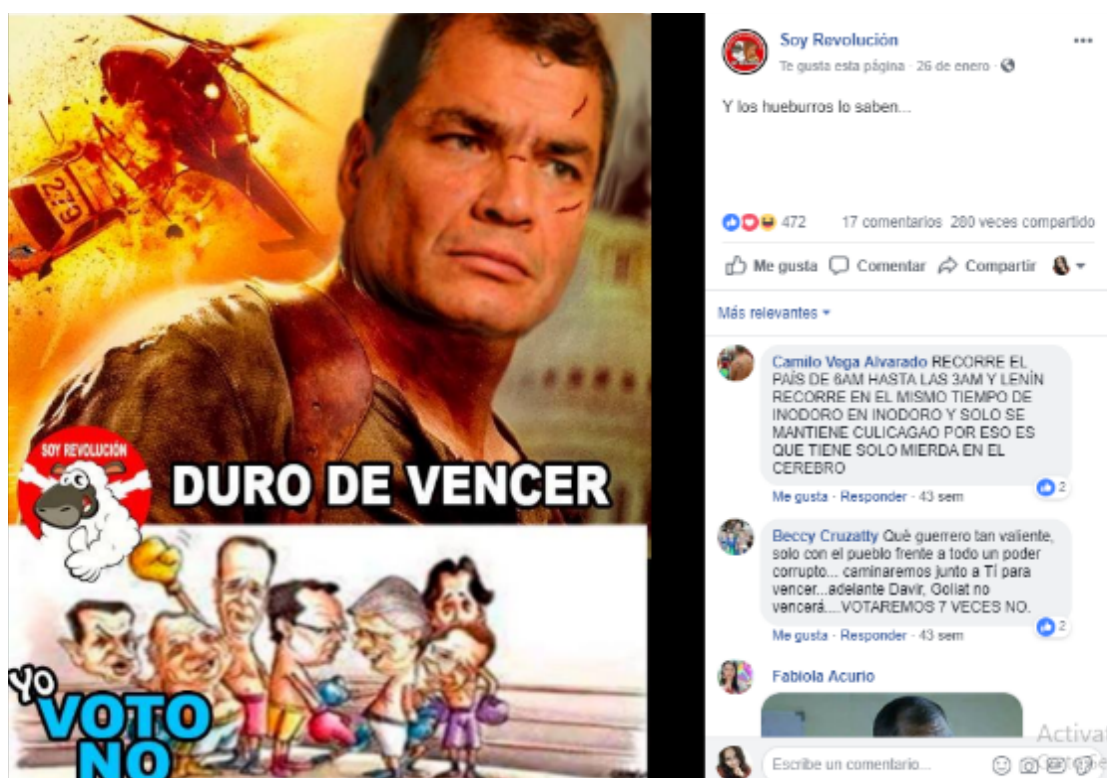 279
SOY REVOLUCIÓN
DURO DE VENCER
YO
VOTO
NO
Soy Revolución
Te gusta esta página · 26 de enero ·
Y los hueburros lo saben...
472 17 comentarios 280 veces compartido
Me gusta Comentar Compartir
Más relevantes
Camilo Vega Alvarado RECORRE EL
PAÍS DE 6AM HASTA LAS 3AM Y LENÍN
RECORRE EN EL MISMO TIEMPO DE
INODORO EN INODORO Y SOLO SE
MANTIENE CULICAGAO POR ESO ES
QUE TIENE SOLO MIERDA EN EL
CEREBRO
2
Me gusta · Responder · 43 sem
Beccy Cruzatty Què guerrero tan valiente,
solo con el pueblo frente a todo un poder
corrupto... caminaremos junto a Tí para
vencer...adelante Davir, Goliat no
vencerá....VOTAREMOS 7 VECES NO.
2
Me gusta · Responder · 43 sem
Fabiola Acurio
Activa
Escribe un comentario...
GIF